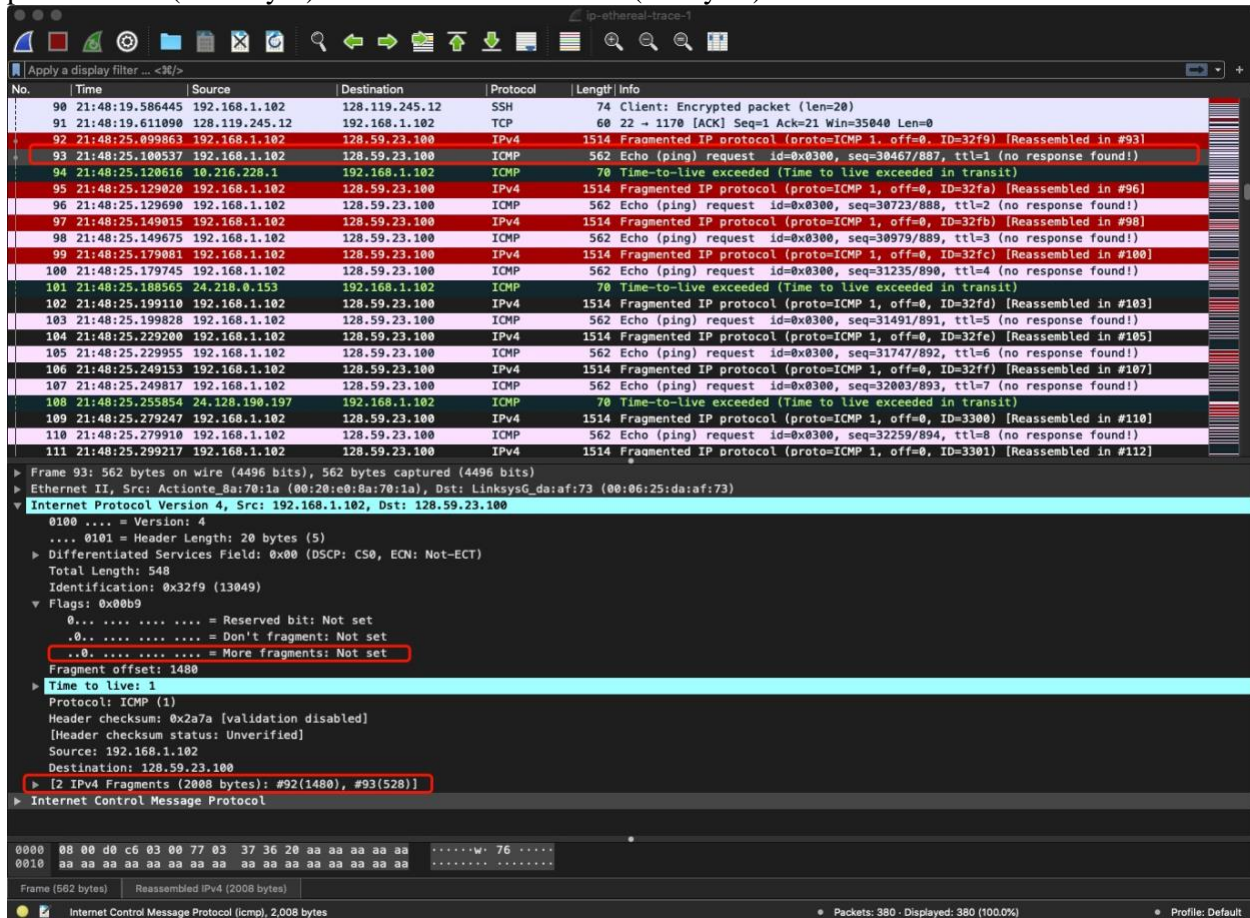 ip-ethereal-trace-1
Apply a display filter ... <⌘/>
No. Time Source Destination Protocol Length Info
90 21:48:19.586445 192.168.1.102 128.119.245.12 SSH 74 Client: Encrypted packet (len=20)
91 21:48:19.611090 128.119.245.12 192.168.1.102 TCP 60 22 → 1170 [ACK] Seq=1 Ack=21 Win=35040 Len=0
92 21:48:25.099863 192.168.1.102 128.59.23.100 IPv4 1514 Fragmented IP protocol (proto=ICMP 1, off=0, ID=32f9) [Reassembled in #93]
93 21:48:25.100537 192.168.1.102 128.59.23.100 ICMP 562 Echo (ping) request id=0x0300, seq=30467/887, ttl=1 (no response found!)
94 21:48:25.120616 10.216.228.1 192.168.1.102 ICMP 70 Time-to-live exceeded (Time to live exceeded in transit)
95 21:48:25.129020 192.168.1.102 128.59.23.100 IPv4 1514 Fragmented IP protocol (proto=ICMP 1, off=0, ID=32fa) [Reassembled in #96]
96 21:48:25.129690 192.168.1.102 128.59.23.100 ICMP 562 Echo (ping) request id=0x0300, seq=30723/888, ttl=2 (no response found!)
97 21:48:25.149015 192.168.1.102 128.59.23.100 IPv4 1514 Fragmented IP protocol (proto=ICMP 1, off=0, ID=32fb) [Reassembled in #98]
98 21:48:25.149675 192.168.1.102 128.59.23.100 ICMP 562 Echo (ping) request id=0x0300, seq=30979/889, ttl=3 (no response found!)
99 21:48:25.179081 192.168.1.102 128.59.23.100 IPv4 1514 Fragmented IP protocol (proto=ICMP 1, off=0, ID=32fc) [Reassembled in #100]
100 21:48:25.179745 192.168.1.102 128.59.23.100 ICMP 562 Echo (ping) request id=0x0300, seq=31235/890, ttl=4 (no response found!)
101 21:48:25.188565 24.218.0.153 192.168.1.102 ICMP 70 Time-to-live exceeded (Time to live exceeded in transit)
102 21:48:25.199110 192.168.1.102 128.59.23.100 IPv4 1514 Fragmented IP protocol (proto=ICMP 1, off=0, ID=32fd) [Reassembled in #103]
103 21:48:25.199828 192.168.1.102 128.59.23.100 ICMP 562 Echo (ping) request id=0x0300, seq=31491/891, ttl=5 (no response found!)
104 21:48:25.229200 192.168.1.102 128.59.23.100 IPv4 1514 Fragmented IP protocol (proto=ICMP 1, off=0, ID=32fe) [Reassembled in #105]
105 21:48:25.229955 192.168.1.102 128.59.23.100 ICMP 562 Echo (ping) request id=0x0300, seq=31747/892, ttl=6 (no response found!)
106 21:48:25.249153 192.168.1.102 128.59.23.100 IPv4 1514 Fragmented IP protocol (proto=ICMP 1, off=0, ID=32ff) [Reassembled in #107]
107 21:48:25.249817 192.168.1.102 128.59.23.100 ICMP 562 Echo (ping) request id=0x0300, seq=32003/893, ttl=7 (no response found!)
108 21:48:25.255854 24.128.190.197 192.168.1.102 ICMP 70 Time-to-live exceeded (Time to live exceeded in transit)
109 21:48:25.279247 192.168.1.102 128.59.23.100 IPv4 1514 Fragmented IP protocol (proto=ICMP 1, off=0, ID=3300) [Reassembled in #110]
110 21:48:25.279910 192.168.1.102 128.59.23.100 ICMP 562 Echo (ping) request id=0x0300, seq=32259/894, ttl=8 (no response found!)
111 21:48:25.299217 192.168.1.102 128.59.23.100 IPv4 1514 Fragmented IP protocol (proto=ICMP 1, off=0, ID=3301) [Reassembled in #112]
Frame 93: 562 bytes on wire (4496 bits), 562 bytes captured (4496 bits)
Ethernet II, Src: Actionte_8a:70:1a (00:20:e0:8a:70:1a), Dst: LinksysG_da:af:73 (00:06:25:da:af:73)
Internet Protocol Version 4, Src: 192.168.1.102, Dst: 128.59.23.100
0100 .... = Version: 4
.... 0101 = Header Length: 20 bytes (5)
Differentiated Services Field: 0x00 (DSCP: CS0, ECN: Not-ECT)
Total Length: 548
Identification: 0x32f9 (13049)
Flags: 0x00b9
0... .... .... .... = Reserved bit: Not set
.0.. .... .... .... = Don't fragment: Not set
..0. .... .... .... = More fragments: Not set
Fragment offset: 1480
Time to live: 1
Protocol: ICMP (1)
Header checksum: 0x2a7a [validation disabled]
[Header checksum status: Unverified]
Source: 192.168.1.102
Destination: 128.59.23.100
[2 IPv4 Fragments (2008 bytes): #92(1480), #93(528)]
Internet Control Message Protocol
0000 08 00 d0 c6 03 00 77 03 37 36 20 aa aa aa aa aa ······w· 76 ·····
0010 aa aa aa aa aa aa aa aa aa aa aa aa aa aa aa aa ········ ········
Frame (562 bytes) Reassembled IPv4 (2008 bytes)
Internet Control Message Protocol (icmp), 2,008 bytes Packets: 380 · Displayed: 380 (100.0%) Profile: Default